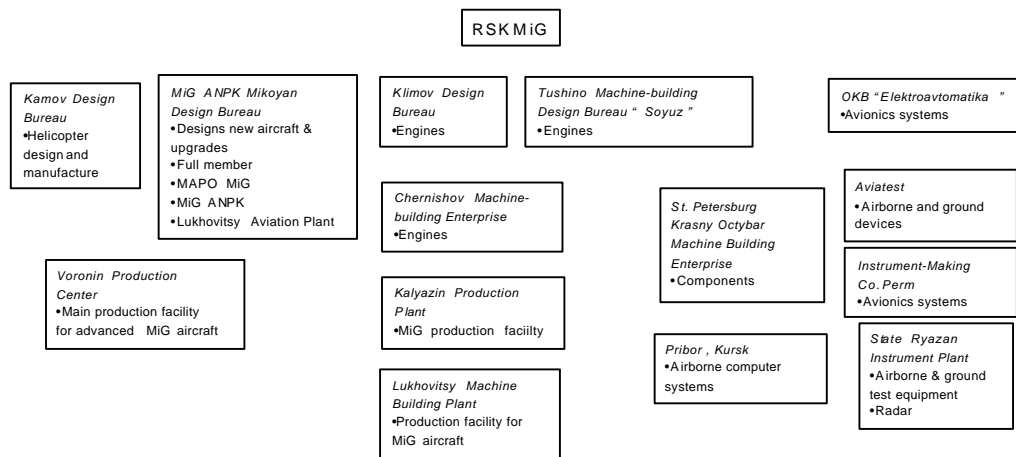 RSK MiG
Kamov Design
Bureau
•Helicopter
design and
manufacture
MiG ANPK Mikoyan
Design Bureau
•Designs new aircraft &
upgrades
•Full member
•MAPO MiG
•MiG ANPK
•Lukhovitsy Aviation Plant
Klimov Design
Bureau
•Engines
Tushino Machine-building
Design Bureau “ Soyuz ”
•Engines
OKB “Elektroavtomatika ”
•Avionics systems
Chernishov Machine-
building Enterprise
•Engines
St. Petersburg
Krasny Octybar
Machine Building
Enterprise
•Components
Aviatest
•Airborne and ground
devices
Voronin Production
Center
•Main production facility
for advanced MiG aircraft
Kalyazin Production
Plant
•MiG production faciilty
Instrument-Making
Co. Perm
•Avionics systems
Pribor , Kursk
•Airborne computer
systems
State Ryazan
Instrument Plant
•Airborne & ground
test equipment
•Radar
Lukhovitsy Machine
Building Plant
•Production facility for
MiG aircraft